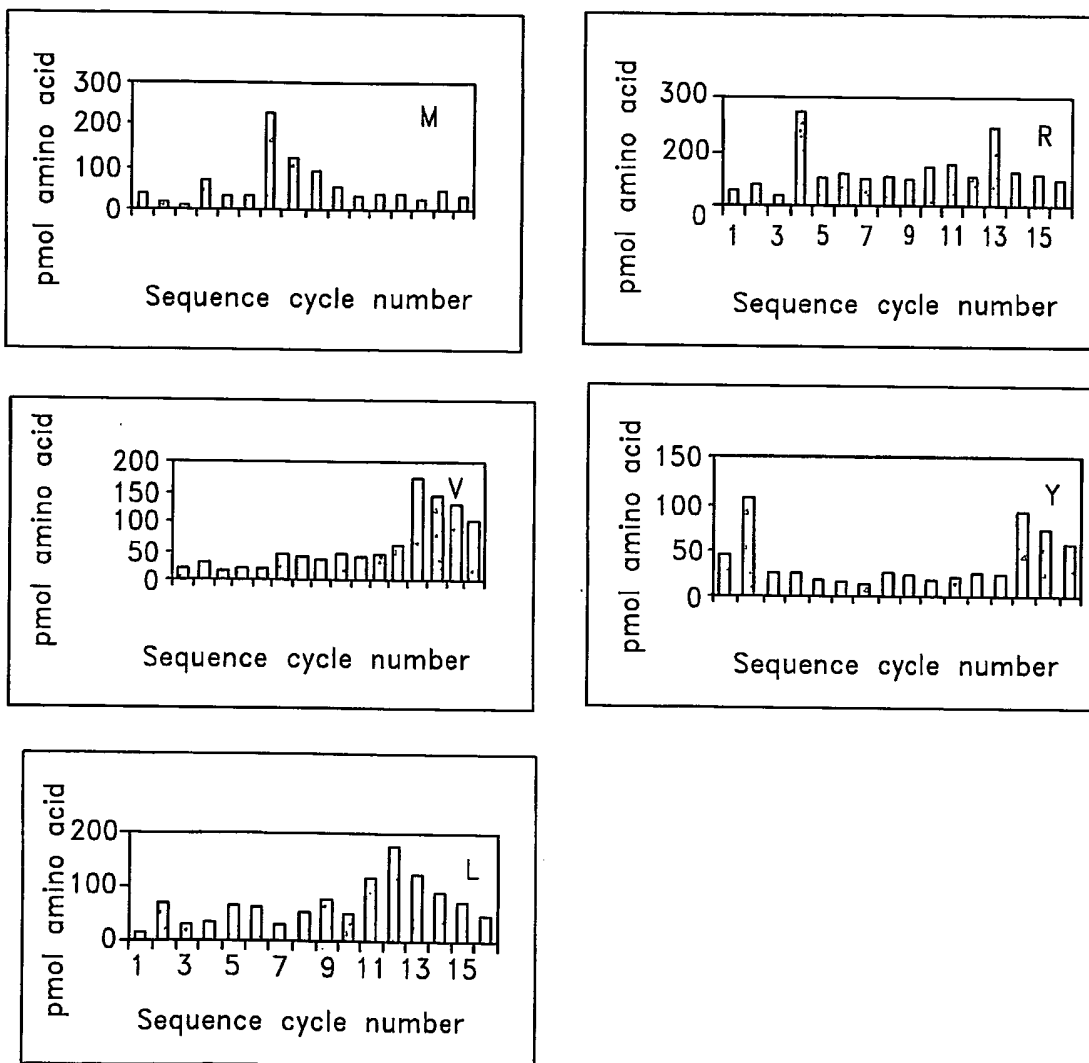 pmol amino acid
300
200
100
0
M
Sequence cycle number
pmol amino acid
300
200
0
R
1 3 5 7 9 11 13 15
Sequence cycle number
pmol amino acid
200
150
100
50
0
V
Sequence cycle number
pmol amino acid
150
100
50
0
Y
Sequence cycle number
pmol amino acid
200
100
0
L
1 3 5 7 9 11 13 15
Sequence cycle number